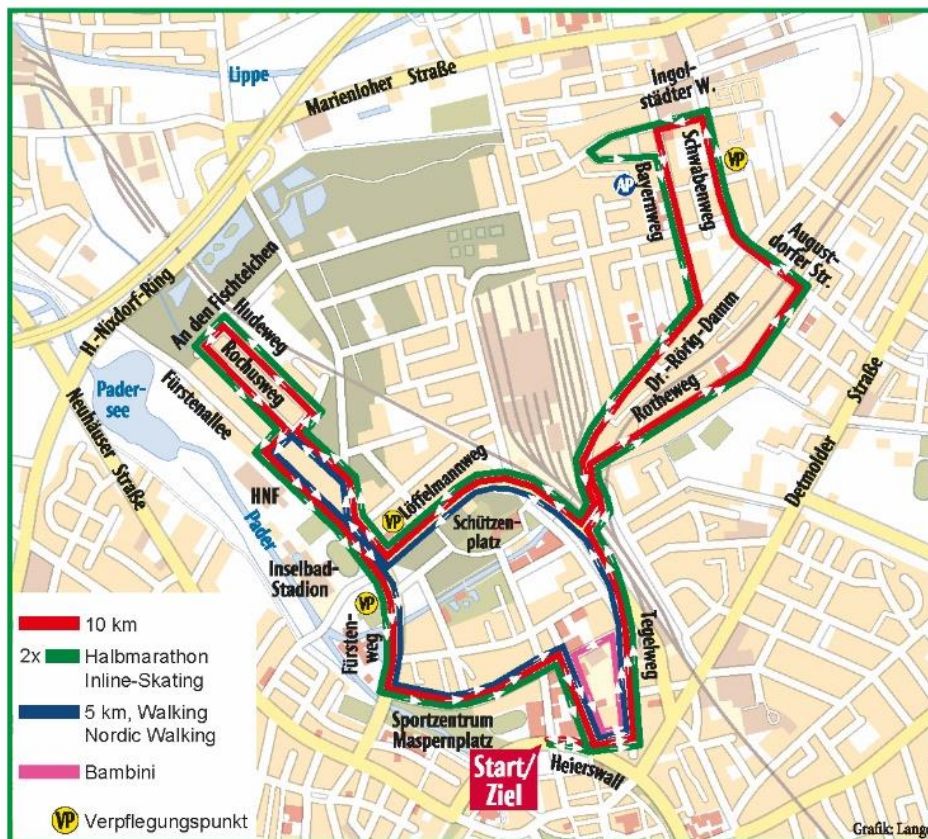 Lippe
Marienloher Straße
Ingol-
städter W.
VP
Schwabenweg
Bayernweg
AP
August-
dorfer Str.
H.-Nixdorf-Ring
An den Fischteichen
Hudeweg
Rochusweg
Fürstenallee
Pader-
see
Neuhäuser Straße
Dr.-Rörig-Damm
Rotheweg
Detmolder Straße
HNF
Pader
VP
Löffelmannweg
Schützen-
platz
Inselbad-
Stadion
VP
Fürsten-
weg
Tegelweg
Sportzentrum
Maspernplatz
Start/
Ziel
Heierswall
10 km
2x Halbmarathon
Inline-Skating
5 km, Walking
Nordic Walking
Bambini
VP Verpflegungspunkt
Grafik: Lange